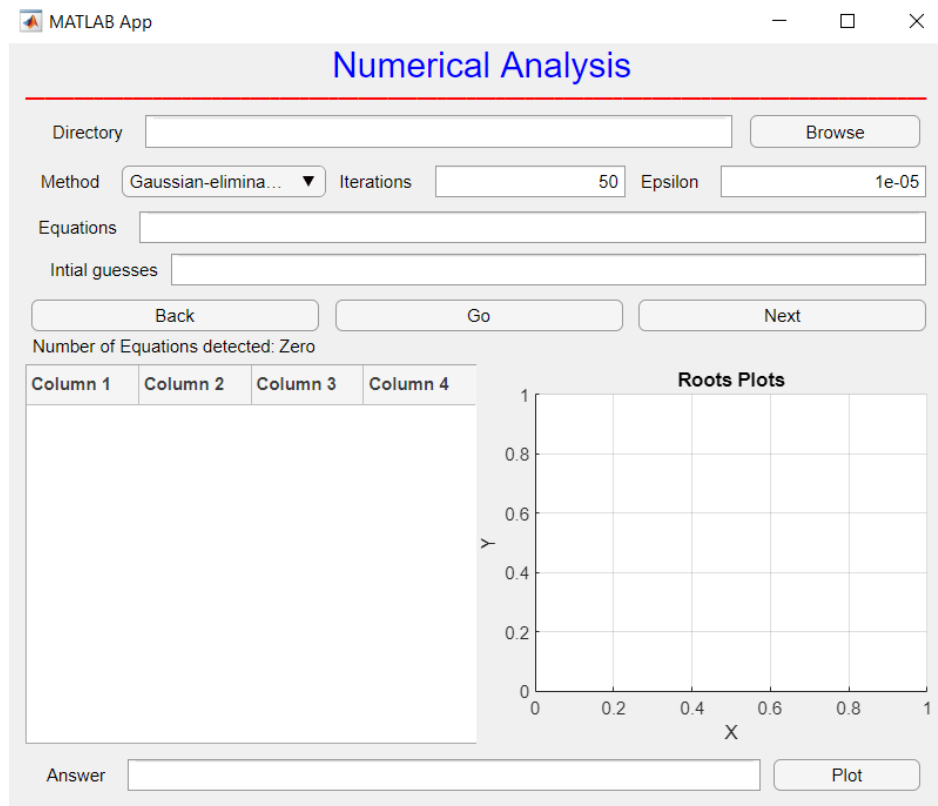 MATLAB App
Numerical Analysis
Directory Browse
Method Gaussian-elimina... Iterations 50 Epsilon 1e-05
Equations
Intial guesses
Back Go Next
Number of Equations detected: Zero
Column 1 Column 2 Column 3 Column 4
Roots Plots
1
0.8
0.6
Y
0.4
0.2
0
0 0.2 0.4 0.6 0.8 1
X
Answer Plot